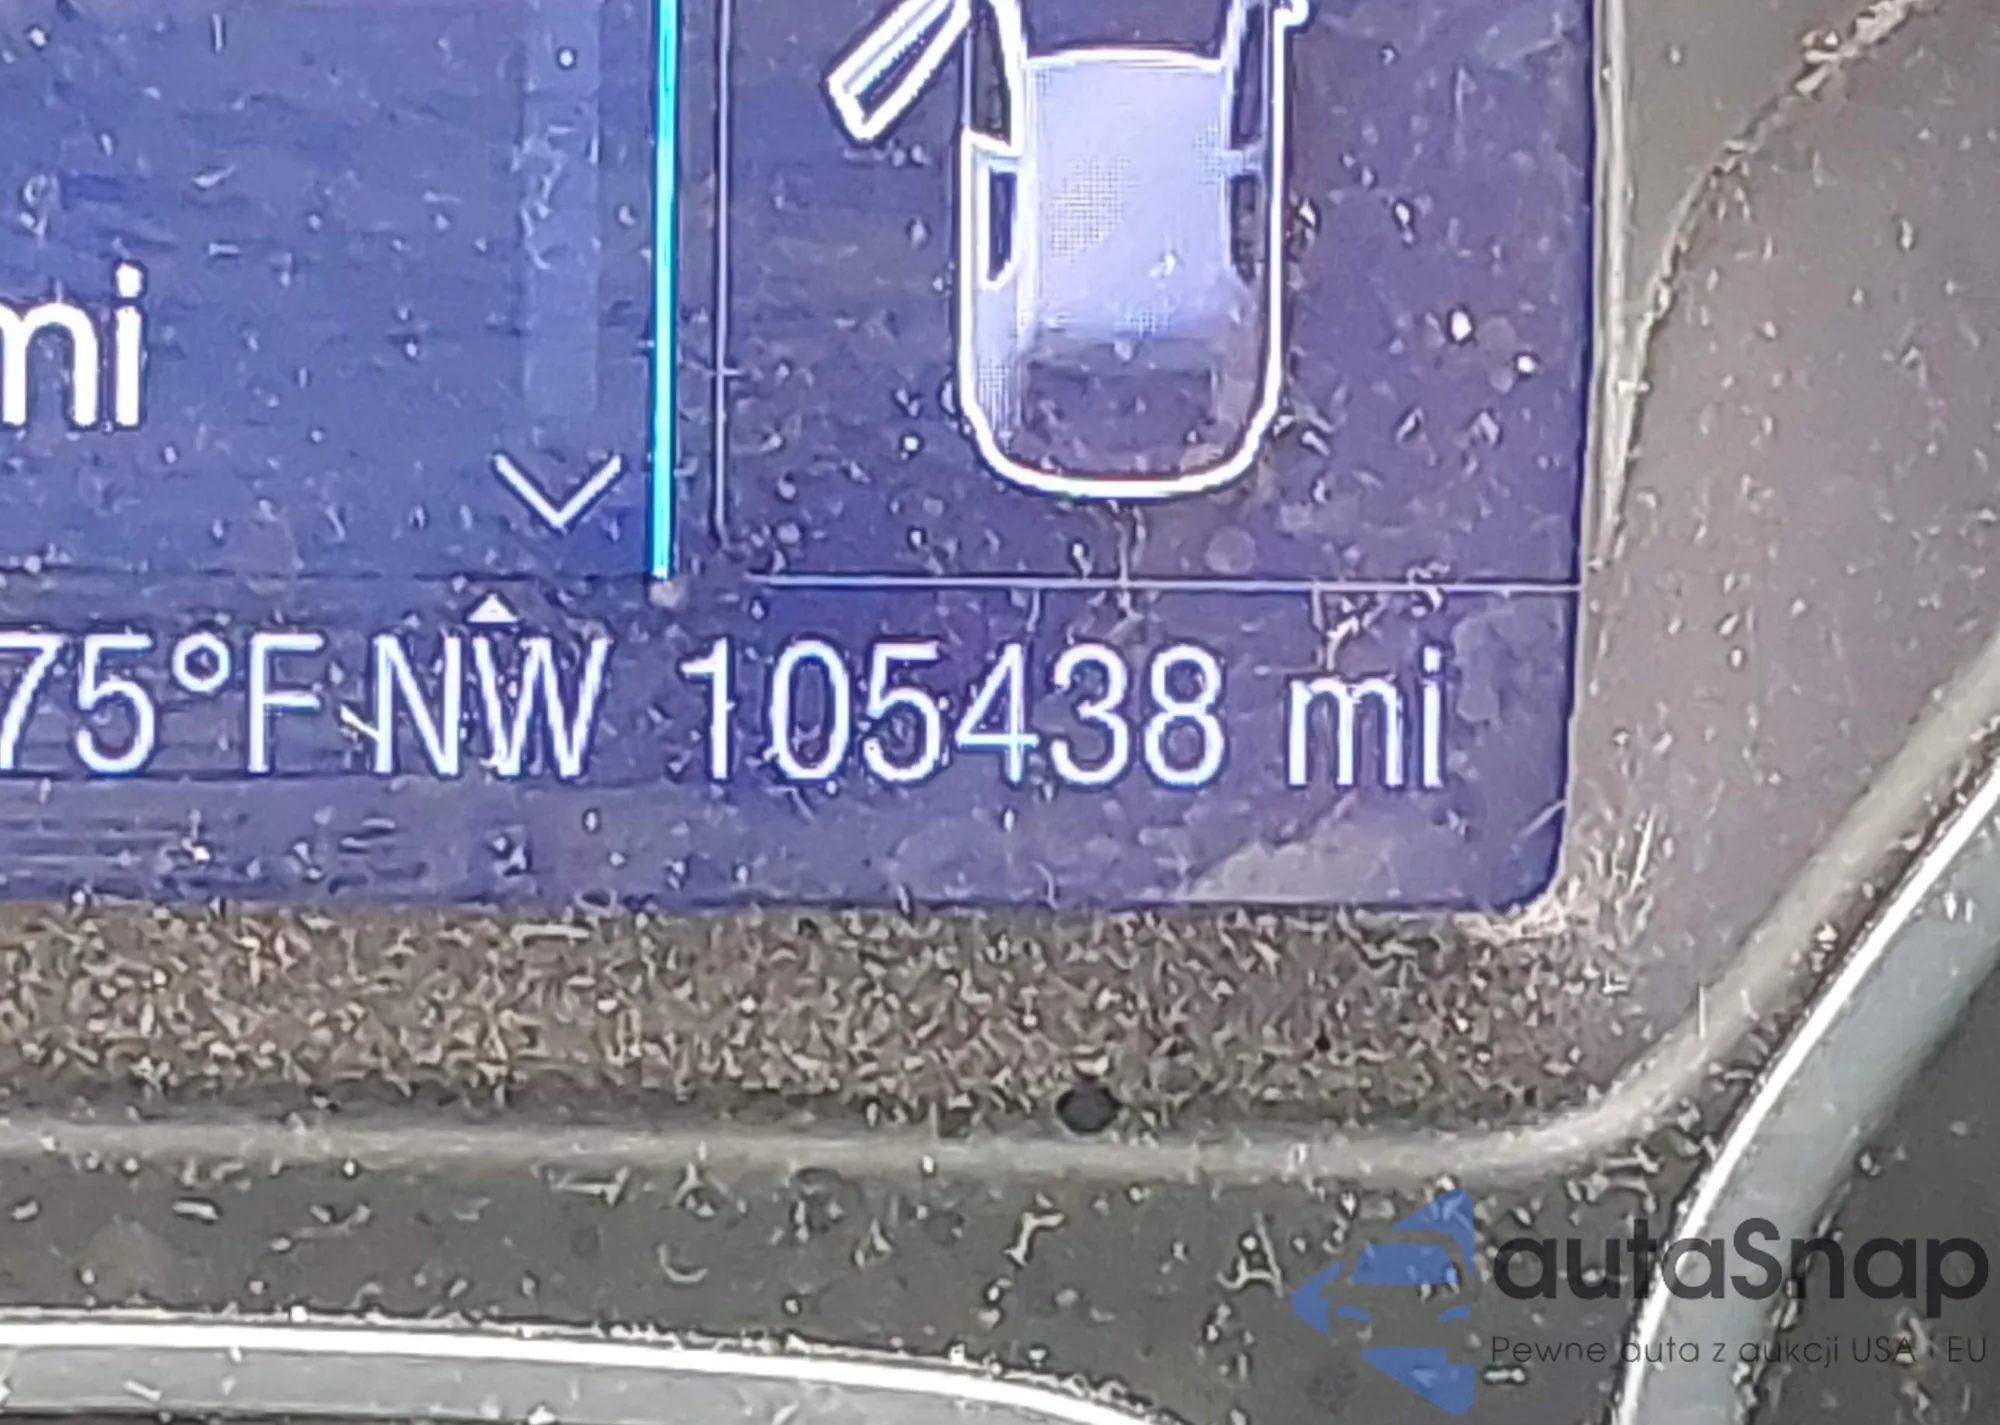 mi
75°F NW 105438 mi
autaSnap
Pewne auta z aukcji USA i EU